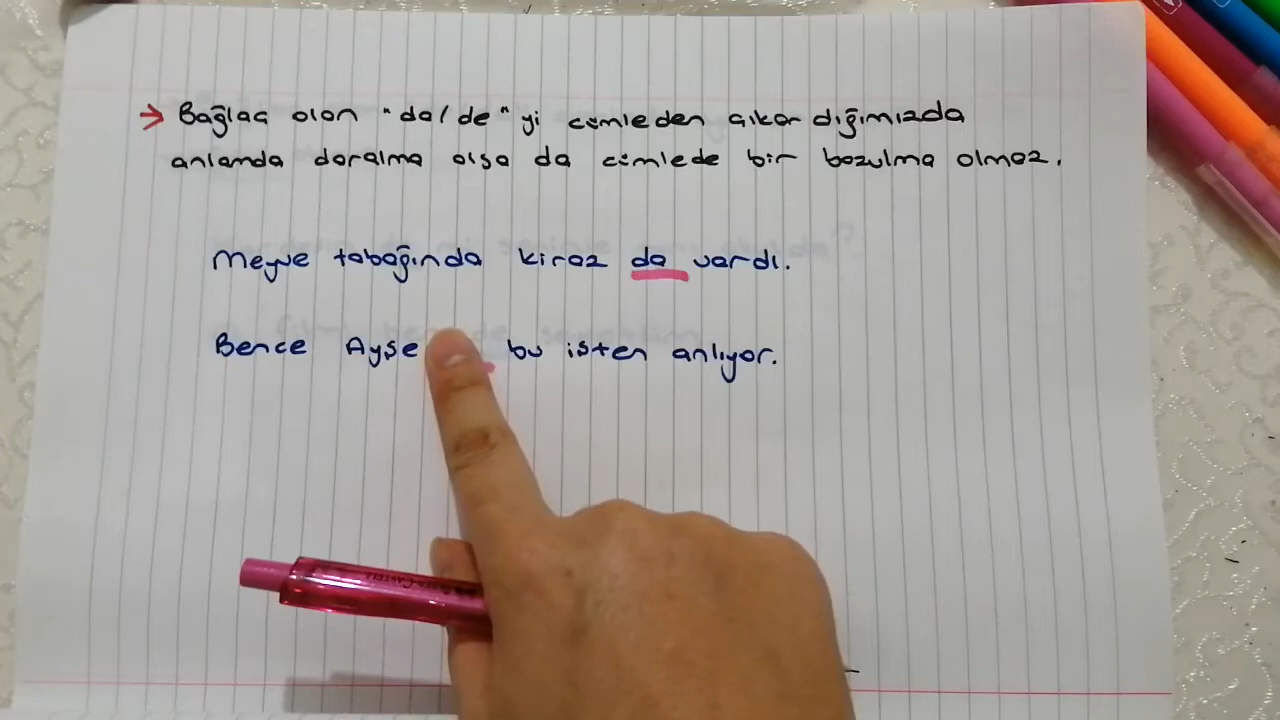 → Bağlaç olan "da/de" yi cümleden çıkardığımızda
anlamda daralma olsa da cümlede bir bozulma olmaz.
Meyve tabağında kiraz da vardı.
Bence Ayşe bu işten anlıyor.